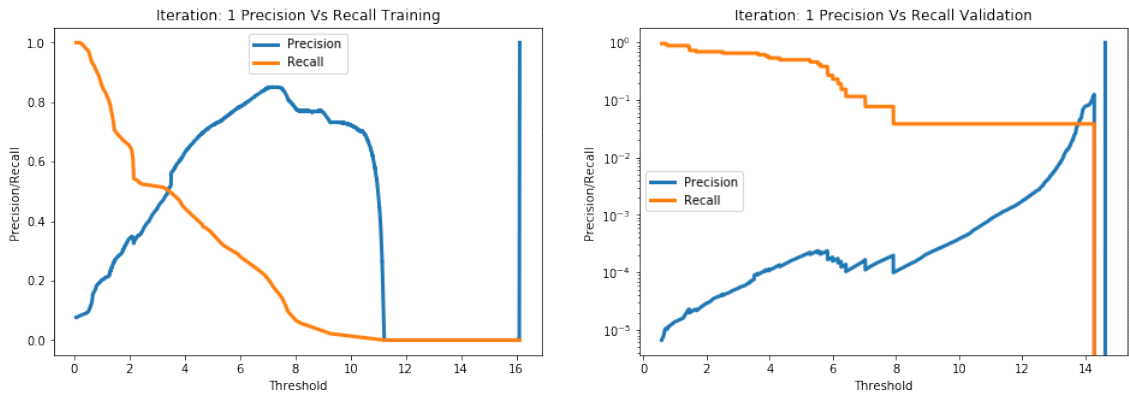 Iteration: 1 Precision Vs Recall Training
Precision/Recall
1.0
0.8
0.6
0.4
0.2
0.0
Precision
Recall
0 2 4 6 8 10 12 14 16
Threshold
Iteration: 1 Precision Vs Recall Validation
Precision/Recall
10⁰
10⁻¹
10⁻²
10⁻³
10⁻⁴
10⁻⁵
Precision
Recall
0 2 4 6 8 10 12 14
Threshold